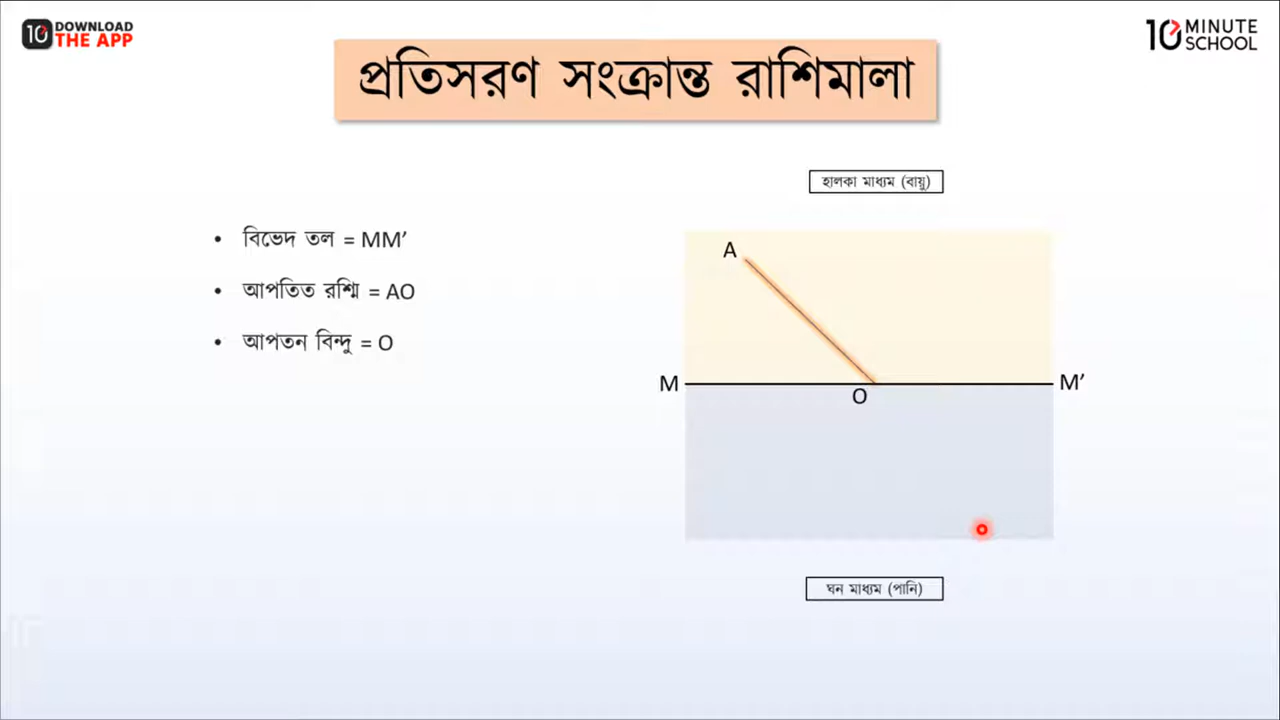 DOWNLOAD
THE APP
10 MINUTE
SCHOOL
প্রতিসরণ সংক্রান্ত রাশিমালা
হালকা মাধ্যম (বায়ু)
• বিভেদ তল = MM’
• আপতিত রশ্মি = AO
• আপতন বিন্দু = O
A
M
M’
O
ঘন মাধ্যম (পানি)